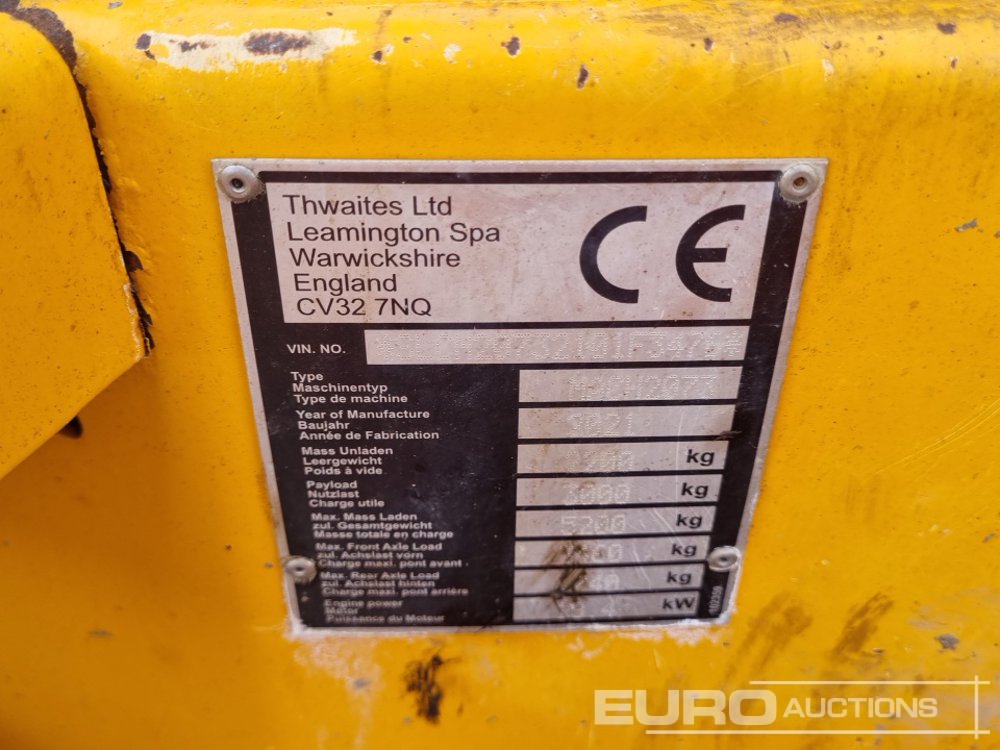 Thwaites Ltd
Leamington Spa
Warwickshire
England
CV32 7NQ
CE
VIN. NO.
Type
Maschinentyp
Type de machine
Year of Manufacture
Baujahr
Année de Fabrication
2021
Mass Unladen
Leergewicht
Poids à vide
kg
Payload
Nutzlast
Charge utile
3000 kg
Max. Mass Laden
zul. Gesamtgewicht
Masse totale en charge
5200 kg
Max. Front Axle Load
zul. Achslast vorn
Charge maxi. pont avant
kg
Max. Rear Axle Load
zul. Achslast hinten
Charge maxi. pont arrière
kg
Engine power
Motor
Puissance du Moteur
kW
EURO AUCTIONS